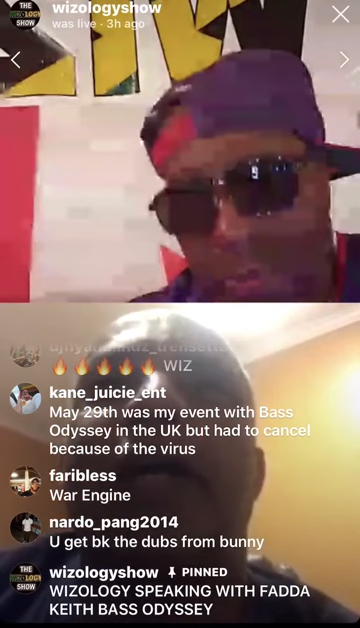 THE
WIZOLOGY
SHOW
wizologyshow
was live · 3h ago
🔥🔥🔥🔥🔥 WIZ
kane_juicie_ent
May 29th was my event with Bass
Odyssey in the UK but had to cancel
because of the virus
faribless
War Engine
nardo_pang2014
U get bk the dubs from bunny
THE
WIZOLOGY
SHOW
wizologyshow PINNED
WIZOLOGY SPEAKING WITH FADDA
KEITH BASS ODYSSEY